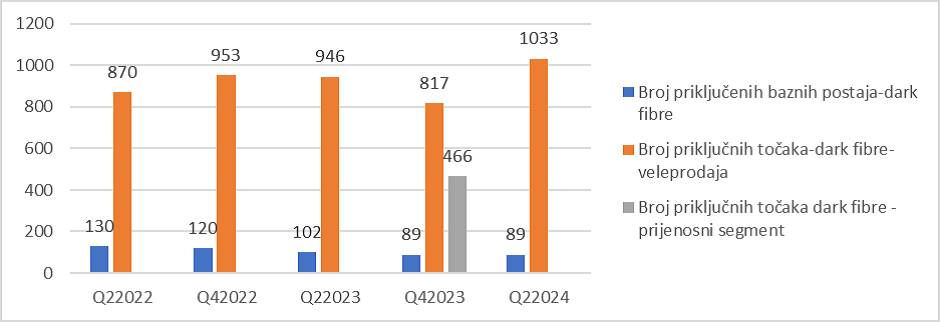 1200
1000
800
600
400
200
0
870
953
946
817
1033
466
130
120
102
89
89
Q22022
Q42022
Q22023
Q42023
Q22024
Broj priključenih baznih postaja-dark
fibre
Broj priključnih točaka-dark fibre-
veleprodaja
Broj priključnih točaka dark fibre -
prijenosni segment